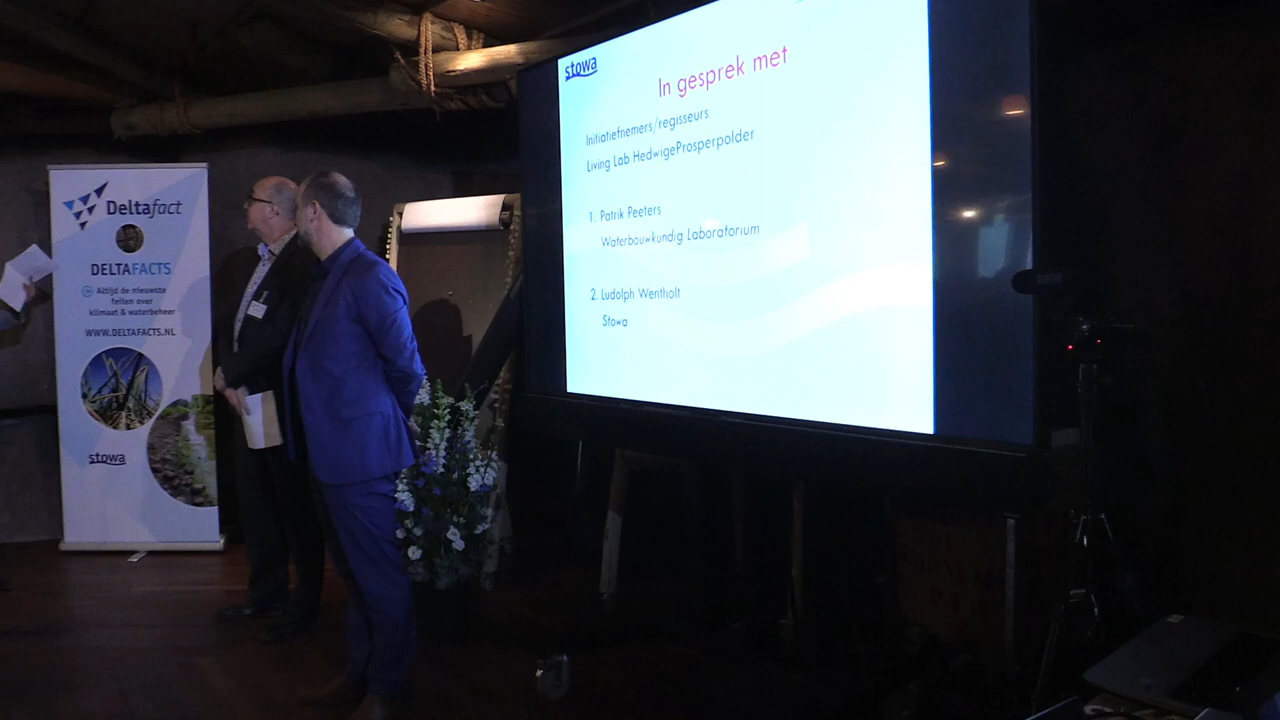 Deltafact
DELTAFACTS
Altijd de nieuwste
feiten over
klimaat & waterbeheer
WWW.DELTAFACTS.NL
stowa
stowa
In gesprek met
Initiatiefnemers/regisseurs
Living Lab HedwigeProsperpolder
1. Patrik Peeters
Waterbouwkundig Laboratorium
2. Ludolph Wentholt
Stowa